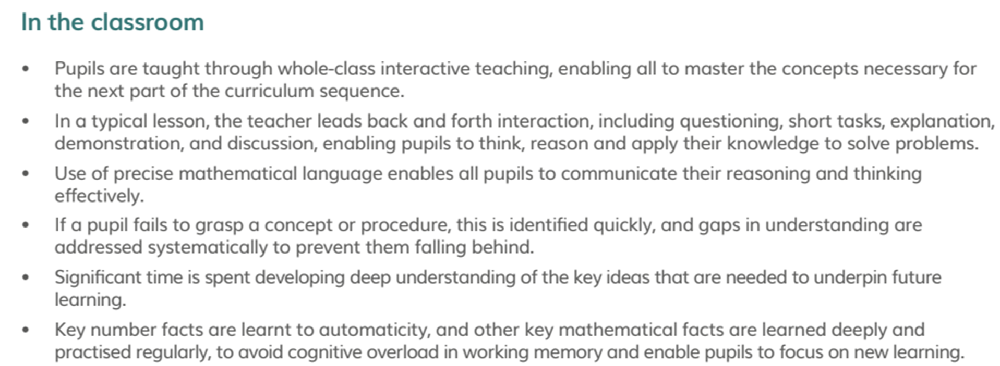 In the classroom
• Pupils are taught through whole-class interactive teaching, enabling all to master the concepts necessary for
the next part of the curriculum sequence.
• In a typical lesson, the teacher leads back and forth interaction, including questioning, short tasks, explanation,
demonstration, and discussion, enabling pupils to think, reason and apply their knowledge to solve problems.
• Use of precise mathematical language enables all pupils to communicate their reasoning and thinking
effectively.
• If a pupil fails to grasp a concept or procedure, this is identified quickly, and gaps in understanding are
addressed systematically to prevent them falling behind.
• Significant time is spent developing deep understanding of the key ideas that are needed to underpin future
learning.
• Key number facts are learnt to automaticity, and other key mathematical facts are learned deeply and
practised regularly, to avoid cognitive overload in working memory and enable pupils to focus on new learning.